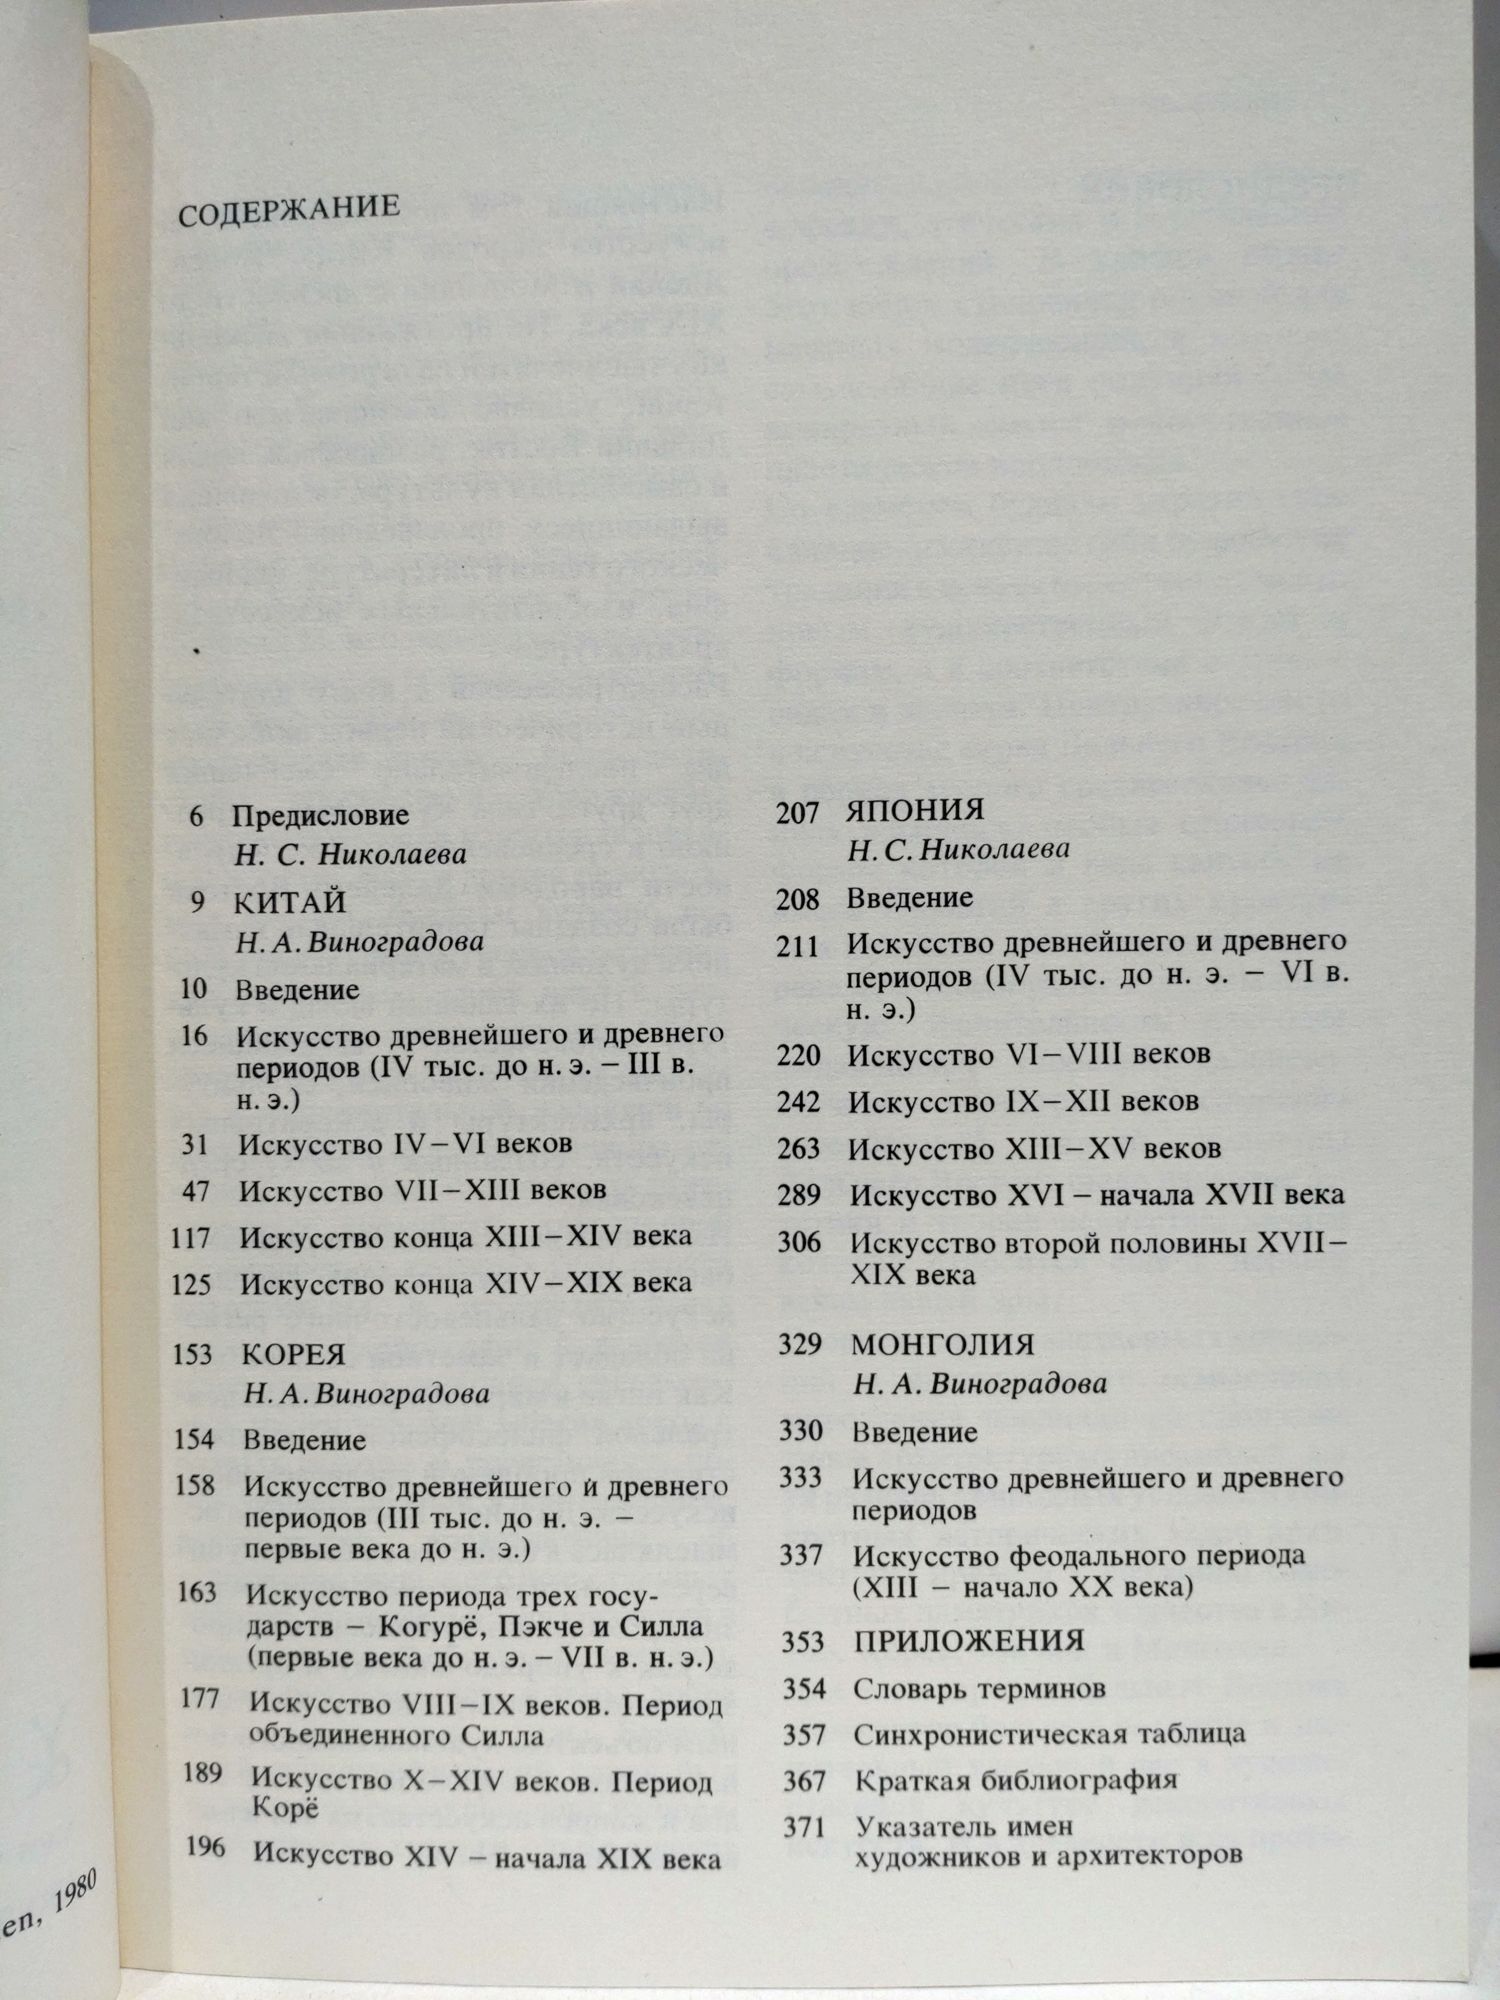 СОДЕРЖАНИЕ
6 Предисловие
Н. С. Николаева
9 КИТАЙ
Н. А. Виноградова
10 Введение
16 Искусство древнейшего и древнего
периодов (IV тыс. до н. э. – III в.
н. э.)
31 Искусство IV–VI веков
47 Искусство VII–XIII веков
117 Искусство конца XIII–XIV века
125 Искусство конца XIV–XIX века
153 КОРЕЯ
Н. А. Виноградова
154 Введение
158 Искусство древнейшего и древнего
периодов (III тыс. до н. э. –
первые века до н. э.)
163 Искусство периода трех госу-
дарств – Когурё, Пэкче и Силла
(первые века до н. э. – VII в. н. э.)
177 Искусство VIII–IX веков. Период
объединенного Силла
189 Искусство X–XIV веков. Период
Корё
196 Искусство XIV – начала XIX века
207 ЯПОНИЯ
Н. С. Николаева
208 Введение
211 Искусство древнейшего и древнего
периодов (IV тыс. до н. э. – VI в.
н. э.)
220 Искусство VI–VIII веков
242 Искусство IX–XII веков
263 Искусство XIII–XV веков
289 Искусство XVI – начала XVII века
306 Искусство второй половины XVII–
XIX века
329 МОНГОЛИЯ
Н. А. Виноградова
330 Введение
333 Искусство древнейшего и древнего
периодов
337 Искусство феодального периода
(XIII – начало XX века)
353 ПРИЛОЖЕНИЯ
354 Словарь терминов
357 Синхронистическая таблица
367 Краткая библиография
371 Указатель имен
художников и архитекторов
en, 1980